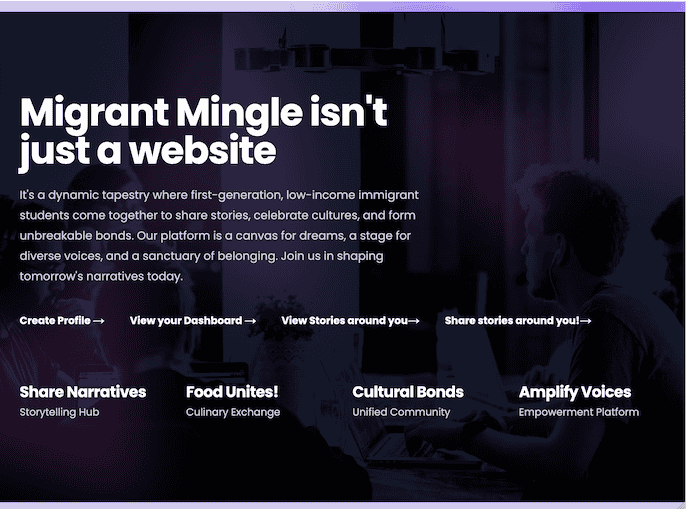 Migrant Mingle isn't
just a website
It's a dynamic tapestry where first-generation, low-income immigrant
students come together to share stories, celebrate cultures, and form
unbreakable bonds. Our platform is a canvas for dreams, a stage for
diverse voices, and a sanctuary of belonging. Join us in shaping
tomorrow's narratives today.
Create Profile → View your Dashboard → View Stories around you→ Share stories around you!→
Share Narratives Food Unites! Cultural Bonds Amplify Voices
Storytelling Hub Culinary Exchange Unified Community Empowerment Platform